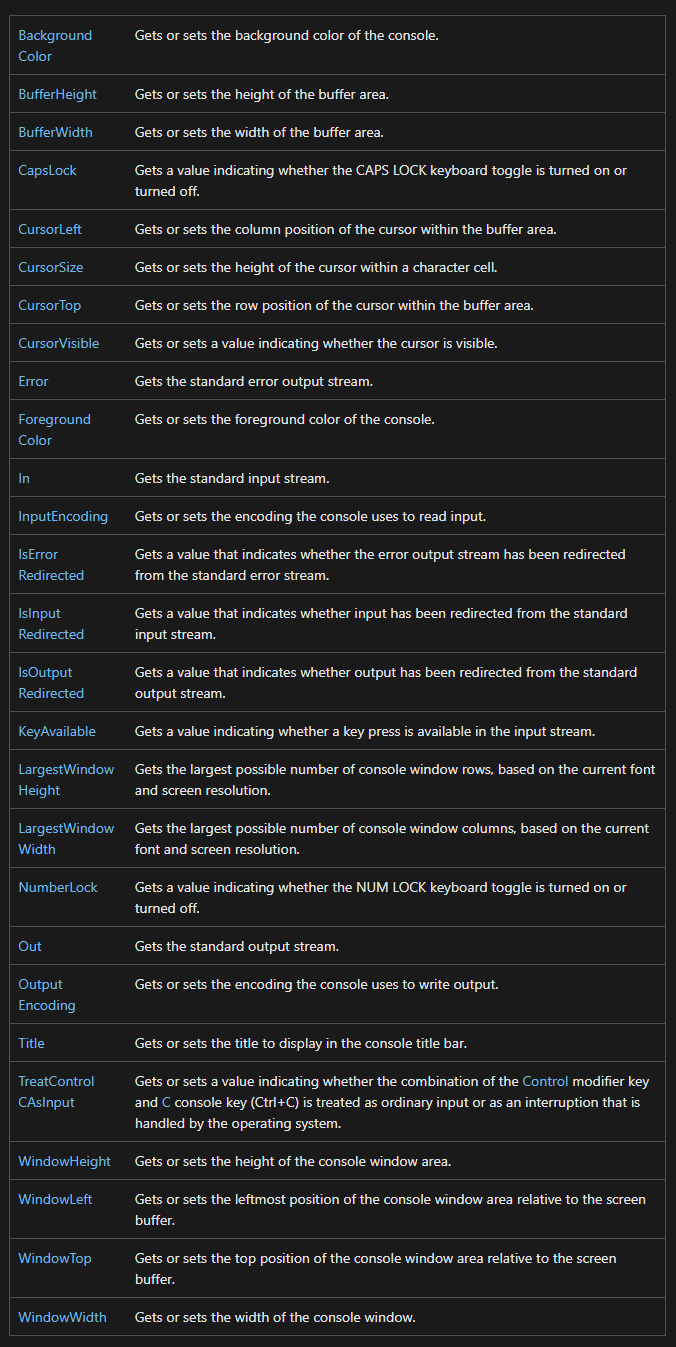 Background
Color
Gets or sets the background color of the console.
BufferHeight
Gets or sets the height of the buffer area.
BufferWidth
Gets or sets the width of the buffer area.
CapsLock
Gets a value indicating whether the CAPS LOCK keyboard toggle is turned on or
turned off.
CursorLeft
Gets or sets the column position of the cursor within the buffer area.
CursorSize
Gets or sets the height of the cursor within a character cell.
CursorTop
Gets or sets the row position of the cursor within the buffer area.
CursorVisible
Gets or sets a value indicating whether the cursor is visible.
Error
Gets the standard error output stream.
Foreground
Color
Gets or sets the foreground color of the console.
In
Gets the standard input stream.
InputEncoding
Gets or sets the encoding the console uses to read input.
IsError
Redirected
Gets a value that indicates whether the error output stream has been redirected
from the standard error stream.
IsInput
Redirected
Gets a value that indicates whether input has been redirected from the standard
input stream.
IsOutput
Redirected
Gets a value that indicates whether output has been redirected from the standard
output stream.
KeyAvailable
Gets a value indicating whether a key press is available in the input stream.
LargestWindow
Height
Gets the largest possible number of console window rows, based on the current font
and screen resolution.
LargestWindow
Width
Gets the largest possible number of console window columns, based on the current
font and screen resolution.
NumberLock
Gets a value indicating whether the NUM LOCK keyboard toggle is turned on or
turned off.
Out
Gets the standard output stream.
Output
Encoding
Gets or sets the encoding the console uses to write output.
Title
Gets or sets the title to display in the console title bar.
TreatControl
CAsInput
Gets or sets a value indicating whether the combination of the Control modifier key
and C console key (Ctrl+C) is treated as ordinary input or as an interruption that is
handled by the operating system.
WindowHeight
Gets or sets the height of the console window area.
WindowLeft
Gets or sets the leftmost position of the console window area relative to the screen
buffer.
WindowTop
Gets or sets the top position of the console window area relative to the screen
buffer.
WindowWidth
Gets or sets the width of the console window.